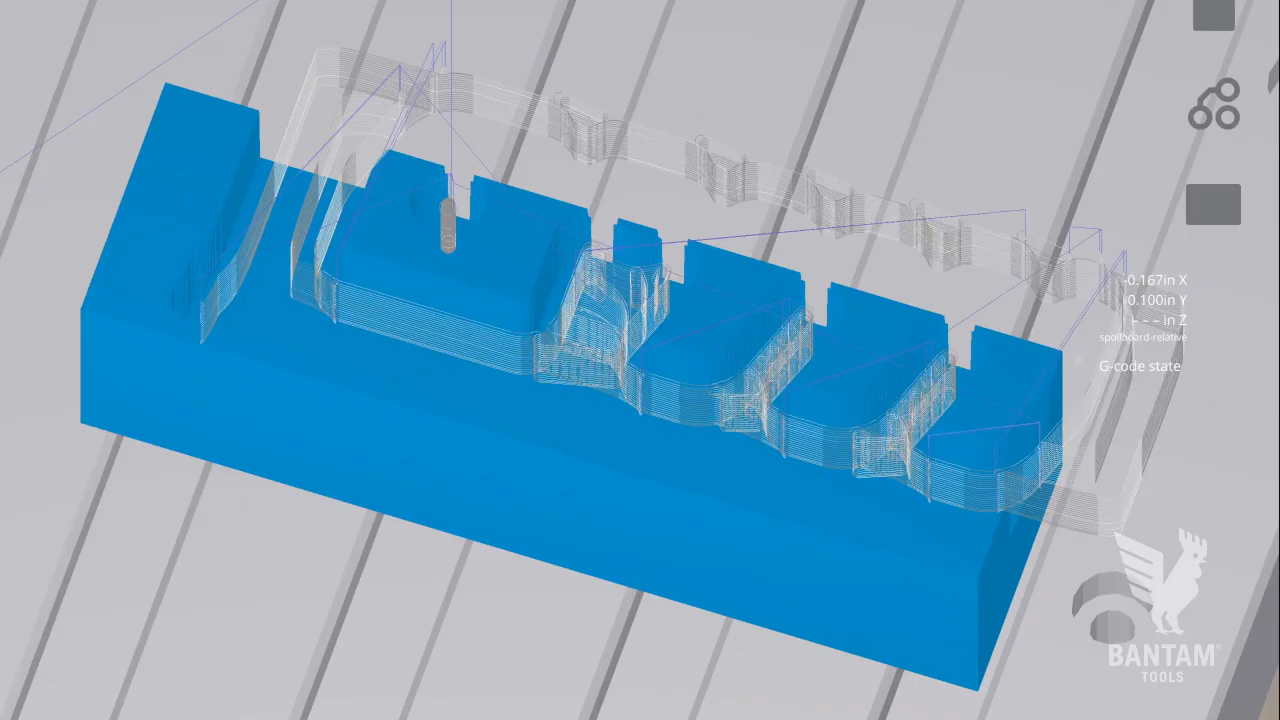 -0.167in X
-0.100in Y
---in Z
spoilboard-relative
G-code state
BANTAM
TOOLS